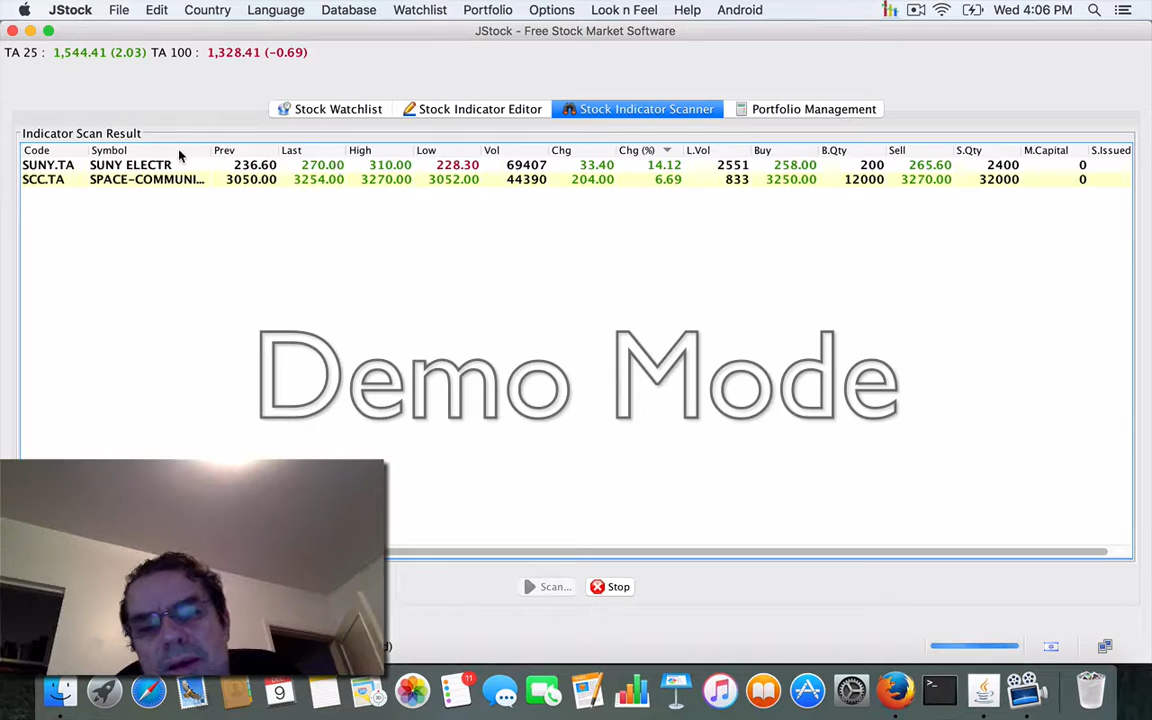 JStock File Edit Country Language Database Watchlist Portfolio Options Look n Feel Help Android Wed 4:06 PM
JStock - Free Stock Market Software
TA 25 : 1,544.41 (2.03) TA 100 : 1,328.41 (-0.69)
Stock Watchlist Stock Indicator Editor Stock Indicator Scanner Portfolio Management
Indicator Scan Result
Code Symbol Prev Last High Low Vol Chg Chg (%) L.Vol Buy B.Qty Sell S.Qty M.Capital S.Issued
SUNY.TA SUNY ELECTR 236.60 270.00 310.00 228.30 69407 33.40 14.12 2551 258.00 200 265.60 2400 0
SCC.TA SPACE-COMMUNI... 3050.00 3254.00 3270.00 3052.00 44390 204.00 6.69 833 3250.00 12000 3270.00 32000 0
Demo Mode
Scan... Stop
9
11